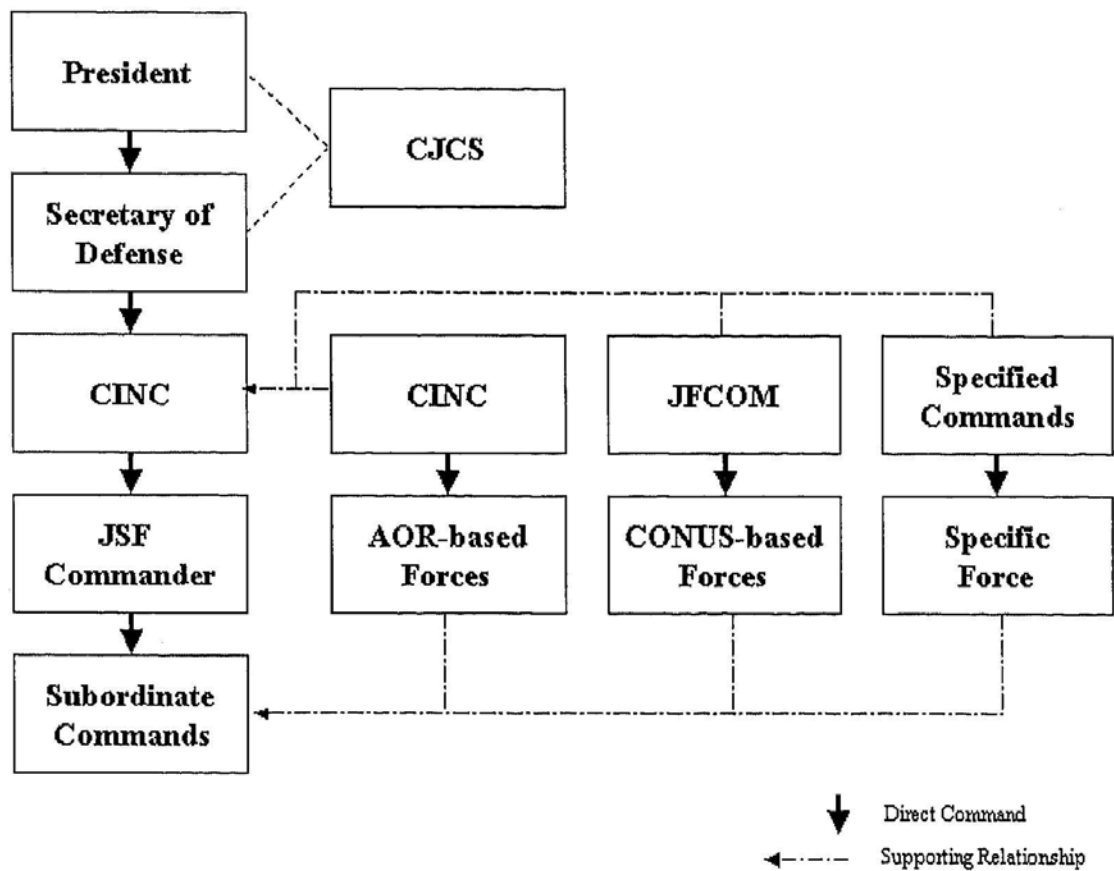 President
CJCS
Secretary of
Defense
CINC
CINC
JFCOM
Specified
Commands
JSF
Commander
AOR-based
Forces
CONUS-based
Forces
Specific
Force
Subordinate
Commands
Direct Command
Supporting Relationship